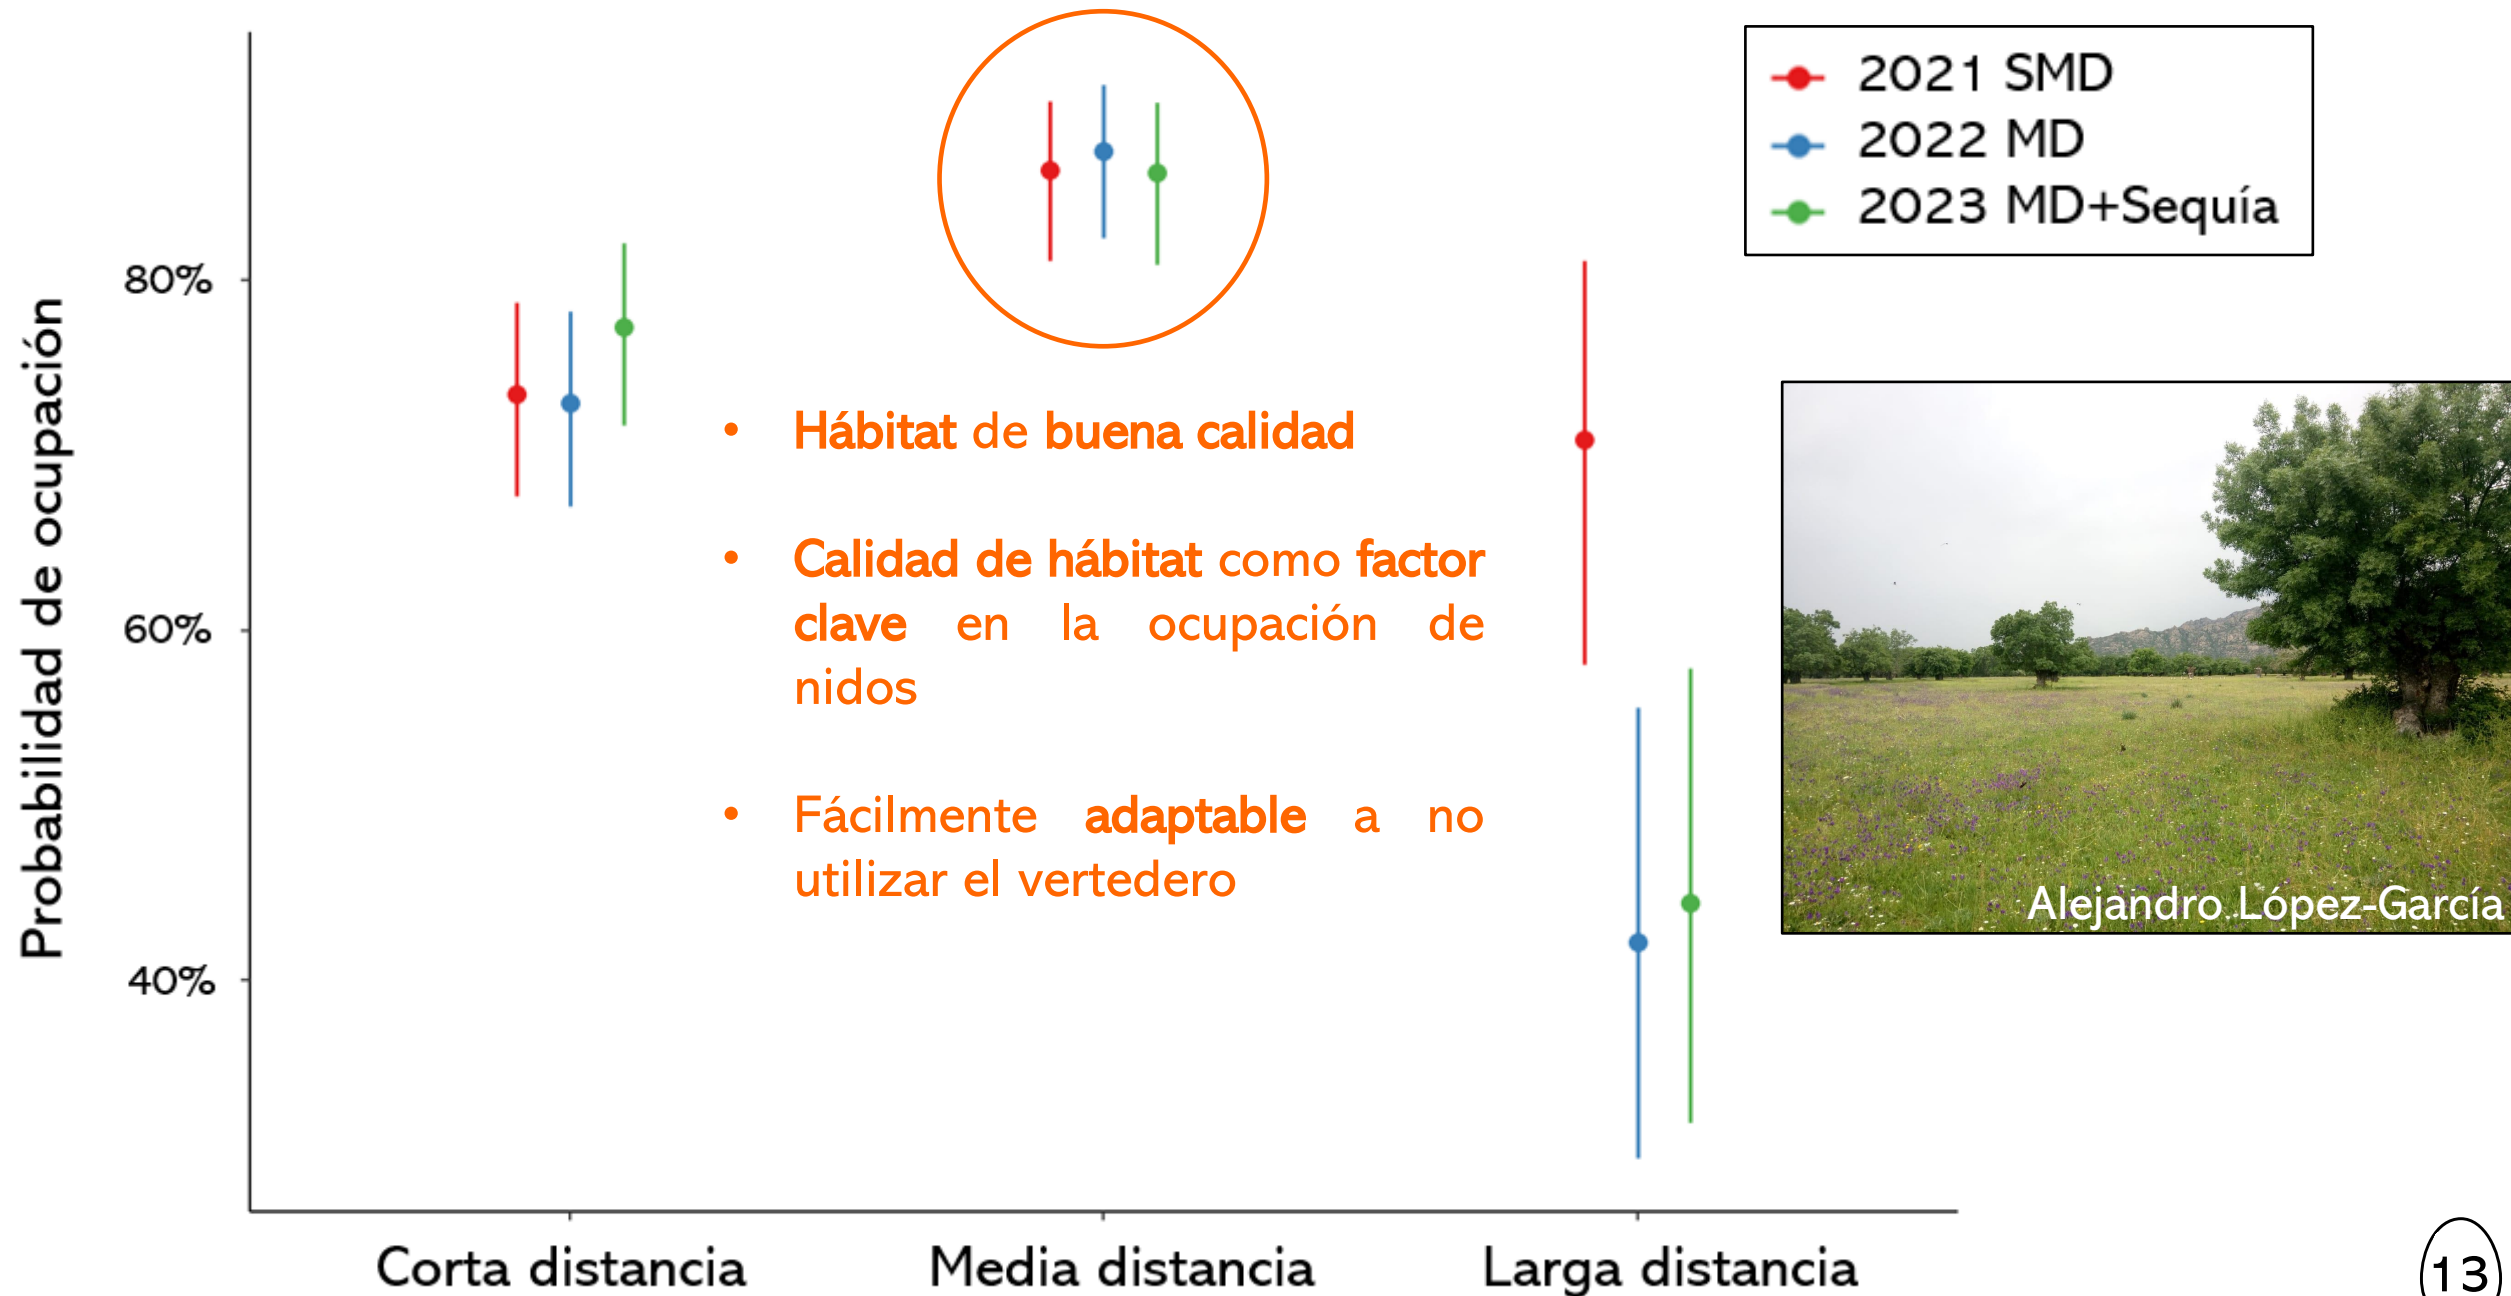 2021 SMD
2022 MD
2023 MD+Sequía
Probabilidad de ocupación
80%
60%
40%
• Hábitat de buena calidad
• Calidad de hábitat como factor
clave en la ocupación de
nidos
• Fácilmente adaptable a no
utilizar el vertedero
Alejandro López-García
Corta distancia
Media distancia
Larga distancia
13